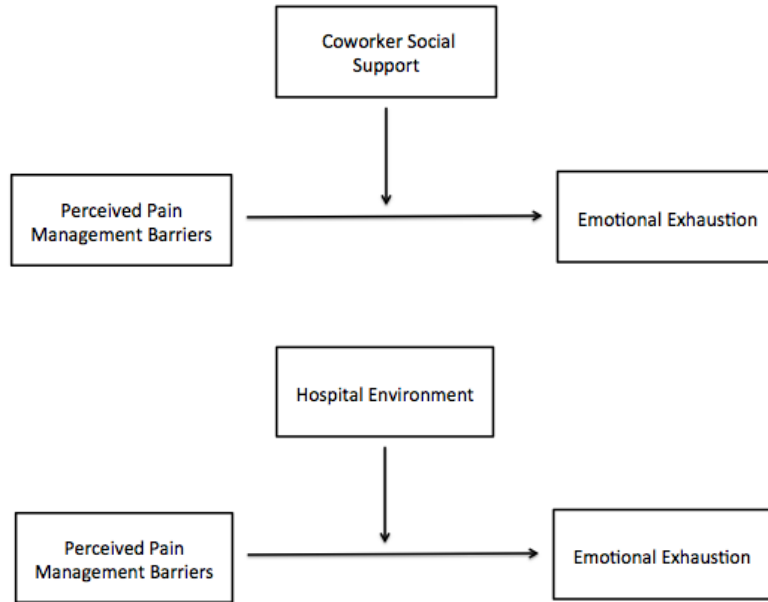 Coworker Social
Support
Perceived Pain
Management Barriers
Emotional Exhaustion
Hospital Environment
Perceived Pain
Management Barriers
Emotional Exhaustion